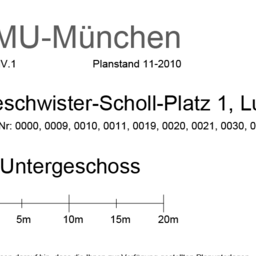 MU-München
V.1 Planstand 11-2010
eschwister-Scholl-Platz 1, Lu
Nr: 0000, 0009, 0010, 0011, 0019, 0020, 0021, 0030, 0
Untergeschoss
5m 10m 15m 20m